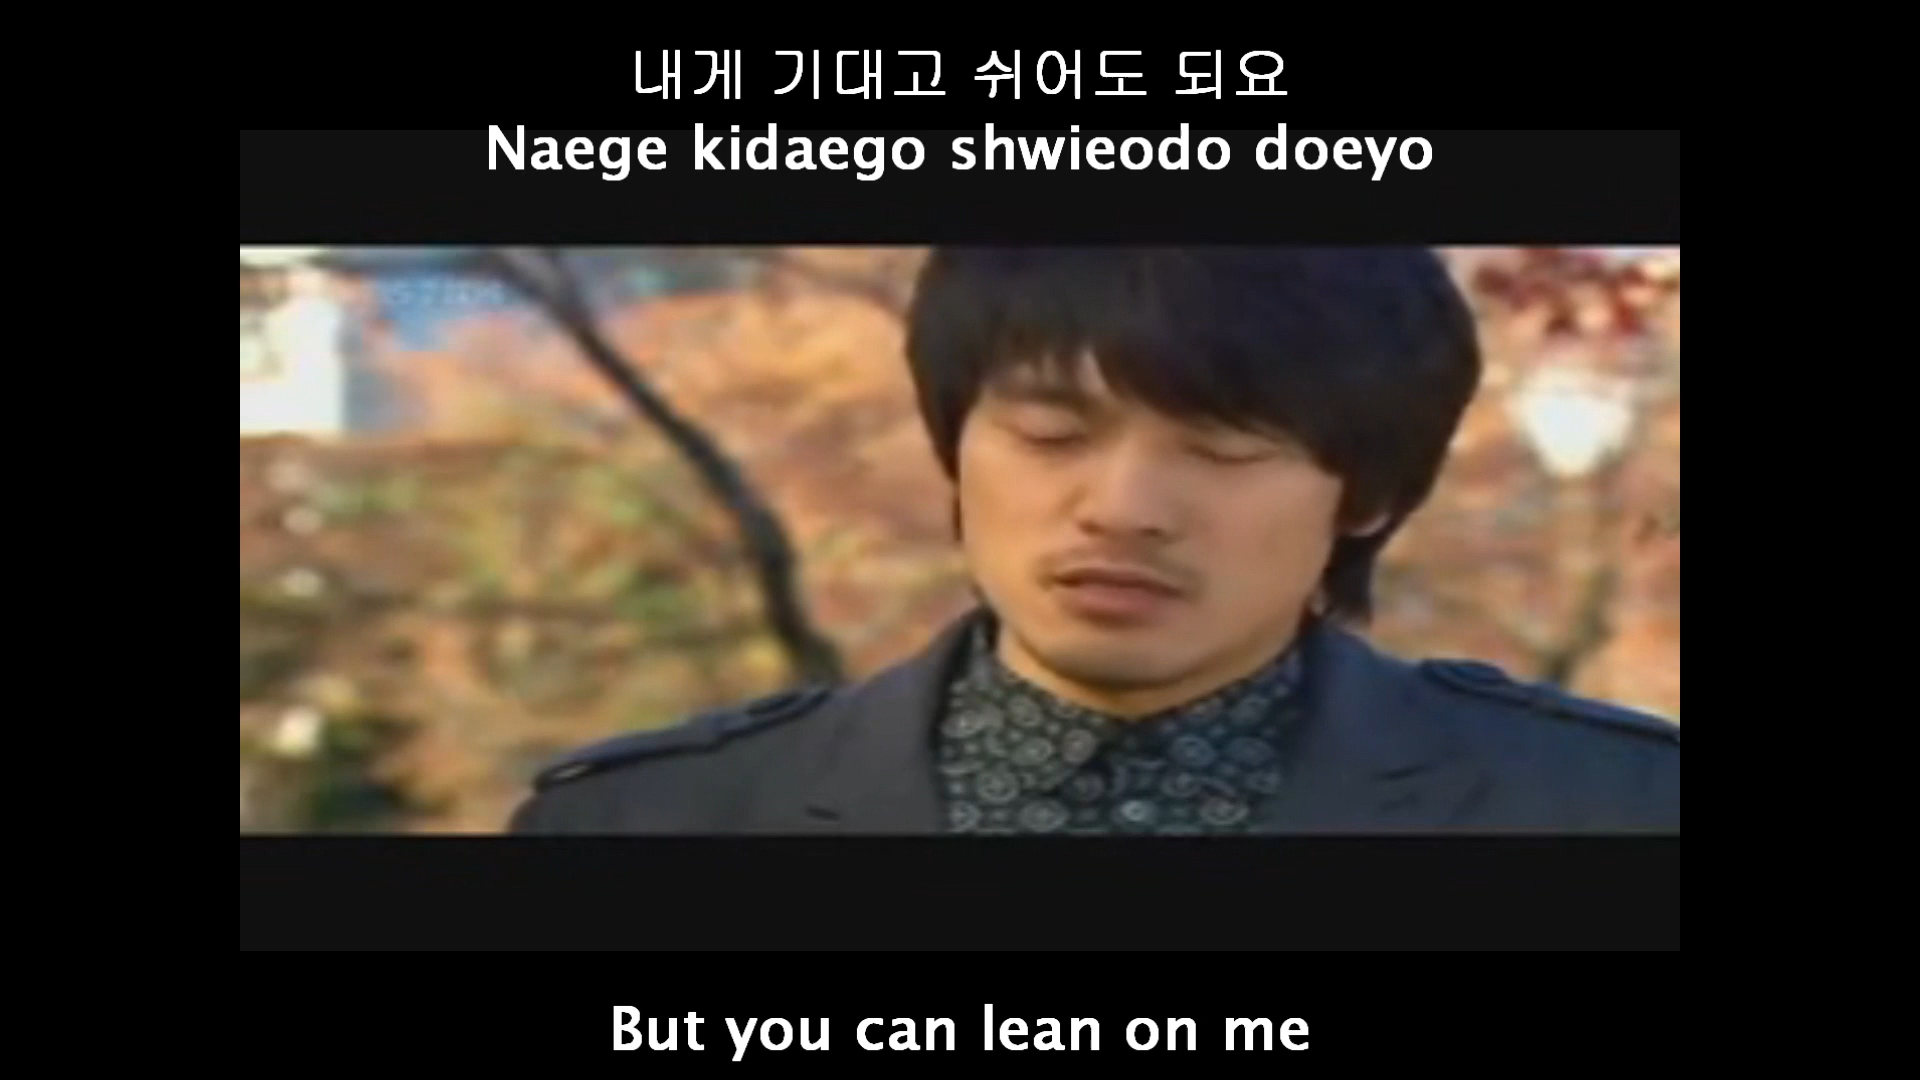 내게 기대고 쉬어도 되요
Naege kidaego shwieodo doeyo
But you can lean on me